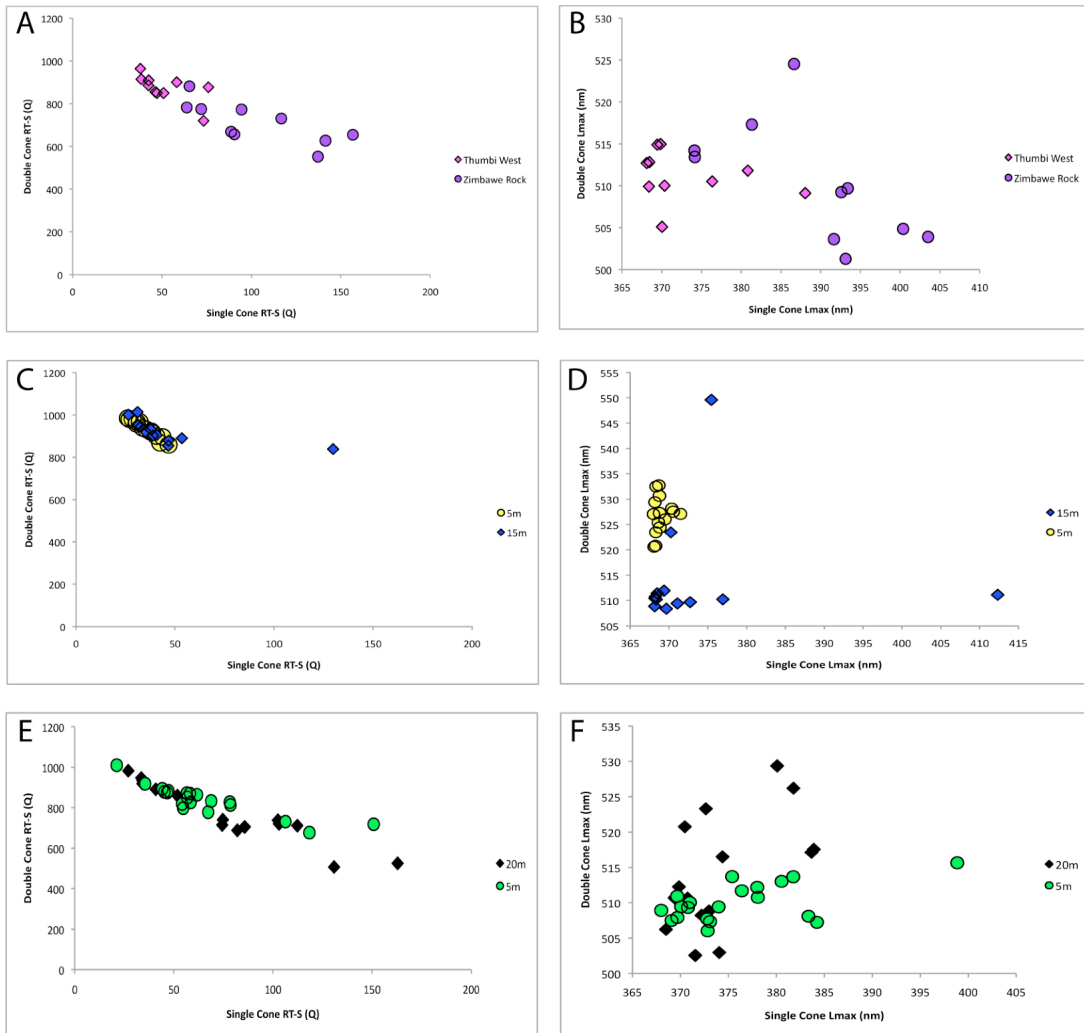 A
1200
1000
800
600
400
200
0
0 50 100 150 200
Double Cone RT-S (Q)
Single Cone RT-S (Q)
Thumbi West
Zimbawe Rock
B
530
525
520
515
510
505
500
365 370 375 380 385 390 395 400 405 410
Double Cone Lmax (nm)
Single Cone Lmax (nm)
Thumbi West
Zimbawe Rock
C
1200
1000
800
600
400
200
0
0 50 100 150 200
Double Cone RT-S (Q)
Single Cone RT-S (Q)
5m
15m
D
555
550
545
540
535
530
525
520
515
510
505
365 370 375 380 385 390 395 400 405 410 415
Double Cone Lmax (nm)
Single Cone Lmax (nm)
15m
5m
E
1200
1000
800
600
400
200
0
0 50 100 150 200
Double Cone RT-S (Q)
Single Cone RT-S (Q)
20m
5m
F
535
530
525
520
515
510
505
500
365 370 375 380 385 390 395 400 405
Double Cone Lmax (nm)
Single Cone Lmax (nm)
20m
5m